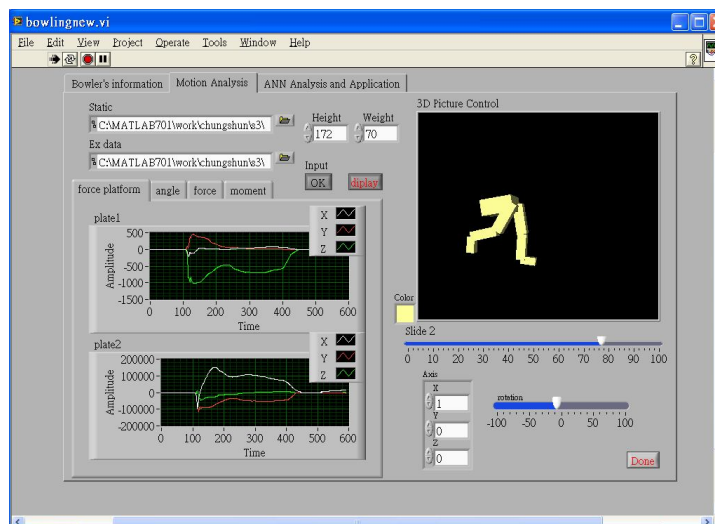 bowlingnew.vi
File Edit View Project Operate Tools Window Help
Bowler's information Motion Analysis ANN Analysis and Application
Static
C:\MATLAB701\work\chungshun\s3\
Height Weight
172 70
Ex data
C:\MATLAB701\work\chungshun\s3\
Input
OK diplay
force platform angle force moment
plate1
X
Y
Z
500
0
-500
-1000
-1500
Amplitude
0 100 200 300 400 500 600
Time
plate2
X
Y
Z
200000
100000
0
-100000
-200000
Amplitude
0 100 200 300 400 500 600
Time
3D Picture Control
Color
Slide 2
0 10 20 30 40 50 60 70 80 90 100
Axis
X
1
Y
0
Z
0
rotation
-100 -50 0 50 100
Done